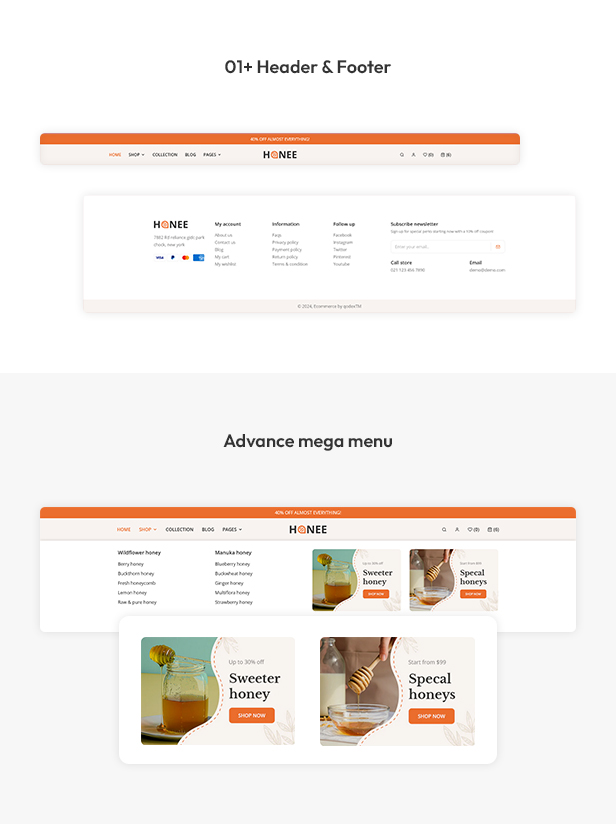 01+ Header & Footer
40% OFF ALMOST EVERYTHING!
HOME SHOP COLLECTION BLOG PAGES HONEE (0) (6)
HONEE
7882 Rd reliance gidc park
chock, new york
VISA
My account
About us
Contact us
Blog
My cart
My wishlist
Information
Faqs
Privacy policy
Payment policy
Return policy
Terms & condition
Follow up
Facebook
Instagram
Twitter
Pinterest
Youtube
Subscribe newsletter
Sign up for special perks starting now with a 10% off coupon!
Enter your email...
Call store
021 123 456 7890
Email
demo@demo.com
© 2024, Ecommerce by spalexTM
Advance mega menu
40% OFF ALMOST EVERYTHING!
HOME SHOP COLLECTION BLOG PAGES HONEE (0) (6)
Wildflower honey
Berry honey
Buckthorn honey
Fresh honeycomb
Lemon honey
Raw & pure honey
Manuka honey
Blueberry honey
Buckwheat honey
Ginger honey
Multiflora honey
Strawberry honey
Up to 30% off
Sweeter
honey
SHOP NOW
Start from $99
Specal
honeys
SHOP NOW
Up to 30% off
Sweeter
honey
SHOP NOW
Start from $99
Specal
honeys
SHOP NOW